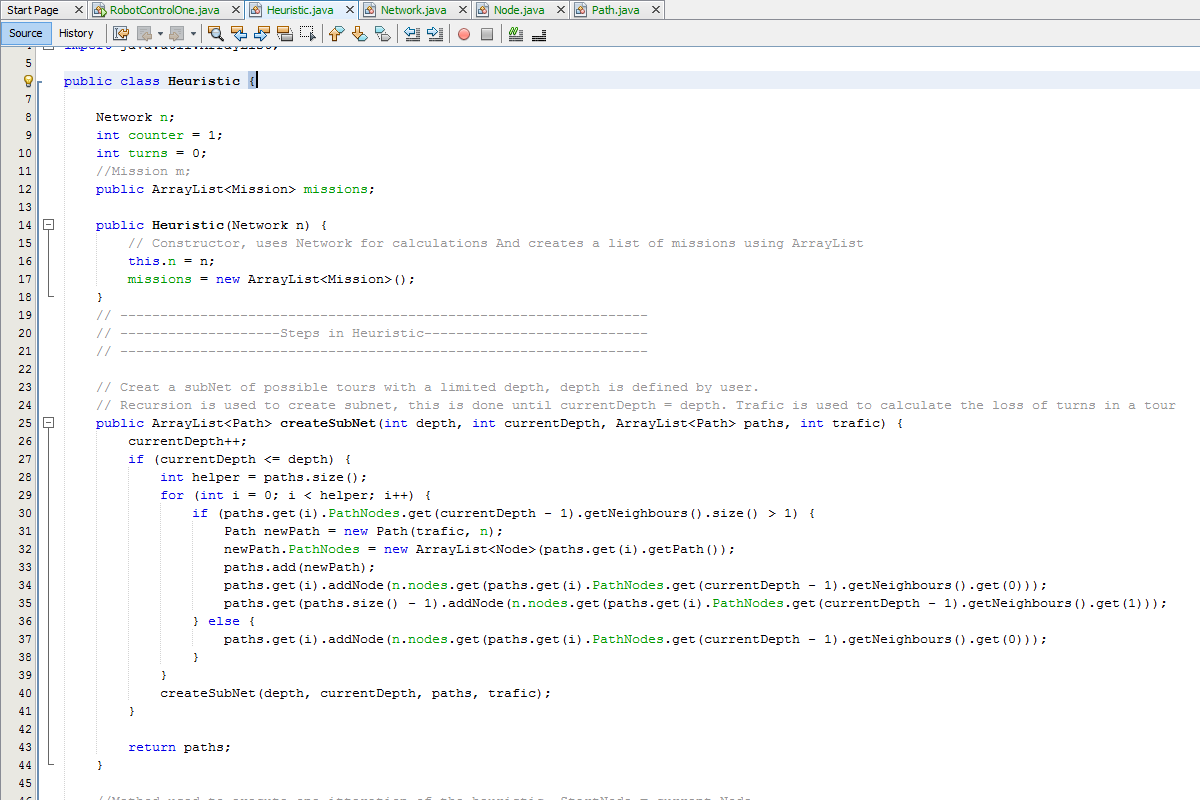 Start Page RobotControlOne.java Heuristic.java Network.java Node.java Path.java
Source History
5
public class Heuristic {
7
8 Network n;
9 int counter = 1;
10 int turns = 0;
11 //Mission m;
12 public ArrayList<Mission> missions;
13
14 public Heuristic(Network n) {
15 // Constructor, uses Network for calculations And creates a list of missions using ArrayList
16 this.n = n;
17 missions = new ArrayList<Mission>();
18 }
19 // ------------------------------------------------------------------
20 // --------------------Steps in Heuristic----------------------------
21 // ------------------------------------------------------------------
22
23 // Creat a subNet of possible tours with a limited depth, depth is defined by user.
24 // Recursion is used to create subnet, this is done until currentDepth = depth. Trafic is used to calculate the loss of turns in a tour
25 public ArrayList<Path> createSubNet(int depth, int currentDepth, ArrayList<Path> paths, int trafic) {
26 currentDepth++;
27 if (currentDepth <= depth) {
28 int helper = paths.size();
29 for (int i = 0; i < helper; i++) {
30 if (paths.get(i).PathNodes.get(currentDepth - 1).getNeighbours().size() > 1) {
31 Path newPath = new Path(trafic, n);
32 newPath.PathNodes = new ArrayList<Node>(paths.get(i).getPath());
33 paths.add(newPath);
34 paths.get(i).addNode(n.nodes.get(paths.get(i).PathNodes.get(currentDepth - 1).getNeighbours().get(0)));
35 paths.get(paths.size() - 1).addNode(n.nodes.get(paths.get(i).PathNodes.get(currentDepth - 1).getNeighbours().get(1)));
36 } else {
37 paths.get(i).addNode(n.nodes.get(paths.get(i).PathNodes.get(currentDepth - 1).getNeighbours().get(0)));
38 }
39 }
40 createSubNet(depth, currentDepth, paths, trafic);
41 }
42
43 return paths;
44 }
45